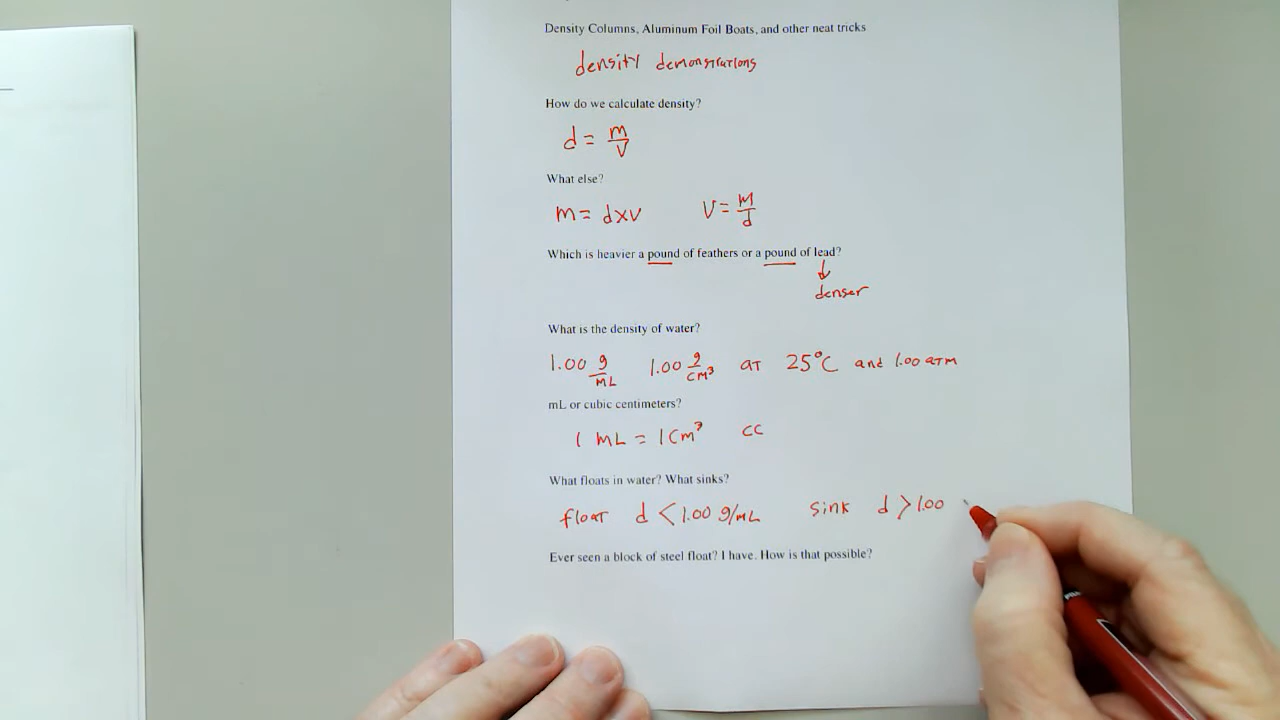 Density Columns, Aluminum Foil Boats, and other neat tricks
density demonstrations
How do we calculate density?
d = m/V
What else?
m = dxV V = m/d
Which is heavier a pound of feathers or a pound of lead?
denser
What is the density of water?
1.00 g/mL 1.00 g/cm³ at 25°C and 1.00 atm
mL or cubic centimeters?
1 mL = 1cm³ cc
What floats in water? What sinks?
float d < 1.00 g/mL sink d > 1.00
Ever seen a block of steel float? I have. How is that possible?